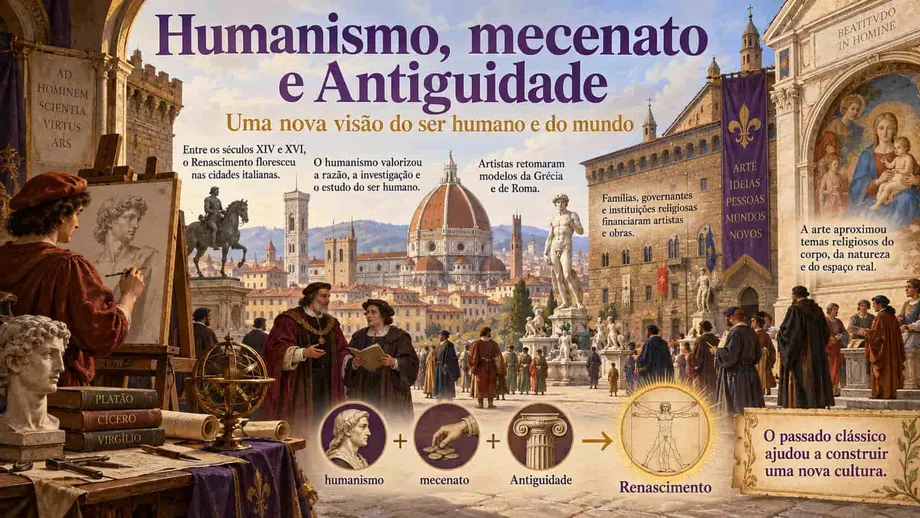 Humanismo, mecenato
e Antiguidade
Uma nova visão do ser humano e do mundo
AD
HOMINEM
SCIENTIA
VIRTUS
ARS
BEATITVDO
IN HOMINE
Entre os séculos XIV e XVI,
o Renascimento floresceu
nas cidades italianas.
O humanismo valorizou
a razão, a investigação e
o estudo do ser humano.
Artistas retomaram
modelos da Grécia
e de Roma.
Famílias, governantes
e instituições religiosas
financiaram artistas
e obras.
ARTE
IDEIAS
PESSOAS
MUNDOS
NOVOS
A arte aproximou
temas religiosos do
corpo, da natureza
e do espaço real.
PLATÃO
CÍCERO
VIRGÍLIO
humanismo
+
mecenato
+
Antiguidade
→
Renascimento
O passado clássico
ajudou a construir
uma nova cultura.